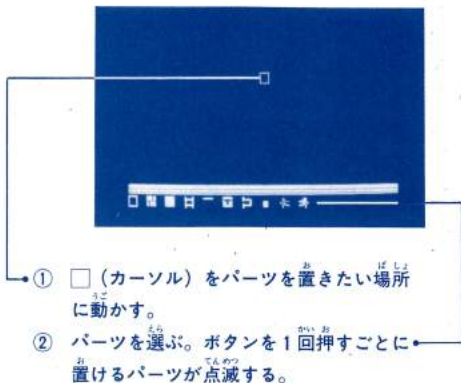 ① □(カーソル)をパーツを置きたい場所
に動かす。
② パーツを選ぶ。ボタンを1回押すごとに
置けるパーツが点滅する。